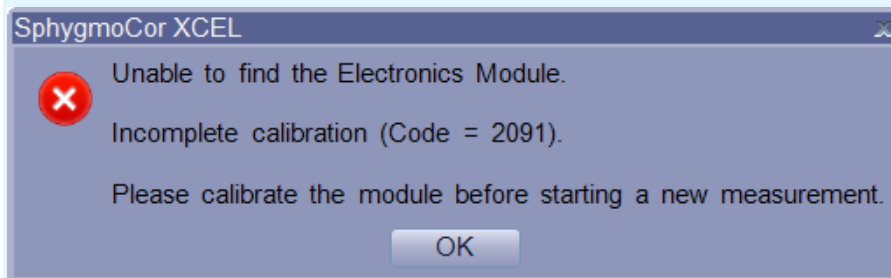 SphygmoCor XCEL
Unable to find the Electronics Module.
Incomplete calibration (Code = 2091).
Please calibrate the module before starting a new measurement.
OK